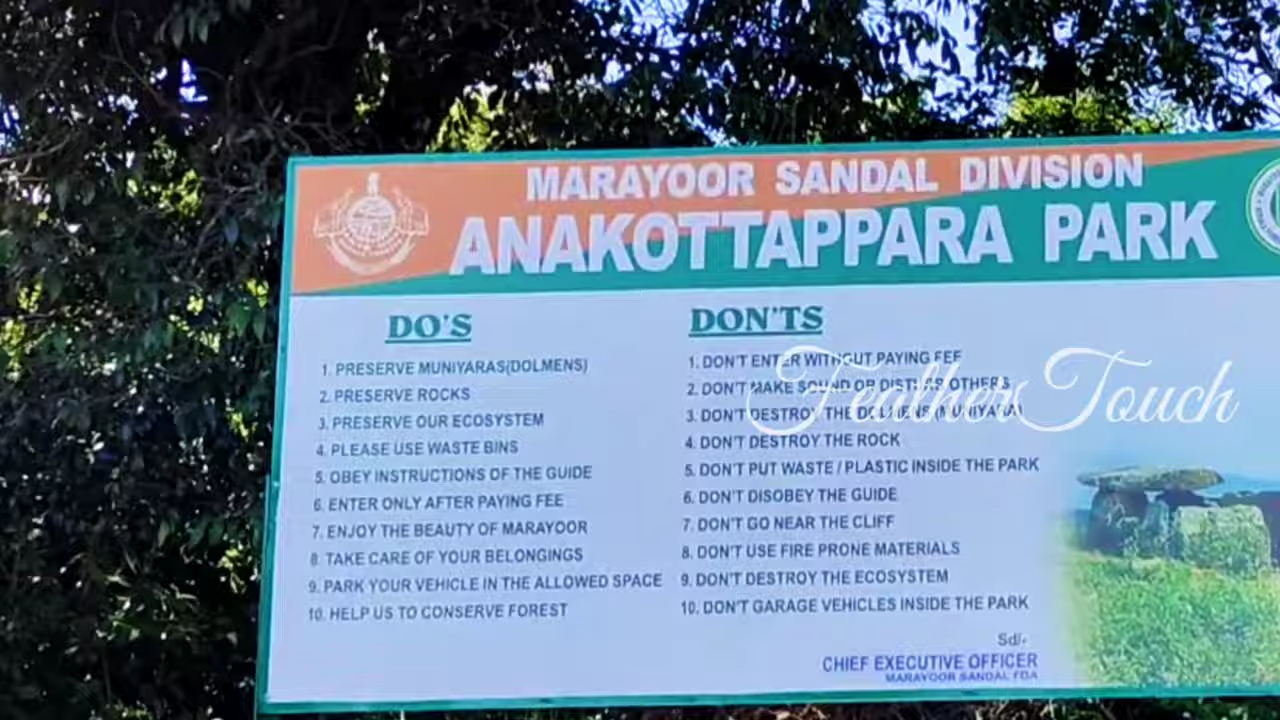 MARAYOOR SANDAL DIVISION
ANAKOTTAPPARA PARK
DO'S
1. PRESERVE MUNIYARAS(DOLMENS)
2. PRESERVE ROCKS
3. PRESERVE OUR ECOSYSTEM
4. PLEASE USE WASTE BINS
5. OBEY INSTRUCTIONS OF THE GUIDE
6. ENTER ONLY AFTER PAYING FEE
7. ENJOY THE BEAUTY OF MARAYOOR
8. TAKE CARE OF YOUR BELONGINGS
9. PARK YOUR VEHICLE IN THE ALLOWED SPACE
10. HELP US TO CONSERVE FOREST
DON'TS
1. DON'T ENTER WITHOUT PAYING FEE
2. DON'T MAKE SOUND OR DISTURB OTHERS
3. DON'T DESTROY THE DOLMENS (MUNIYARA)
4. DON'T DESTROY THE ROCK
5. DON'T PUT WASTE / PLASTIC INSIDE THE PARK
6. DON'T DISOBEY THE GUIDE
7. DON'T GO NEAR THE CLIFF
8. DON'T USE FIRE PRONE MATERIALS
9. DON'T DESTROY THE ECOSYSTEM
10. DON'T GARAGE VEHICLES INSIDE THE PARK
Sd/-
CHIEF EXECUTIVE OFFICER
MARAYOOR SANDAL FDA
FeatherTouch